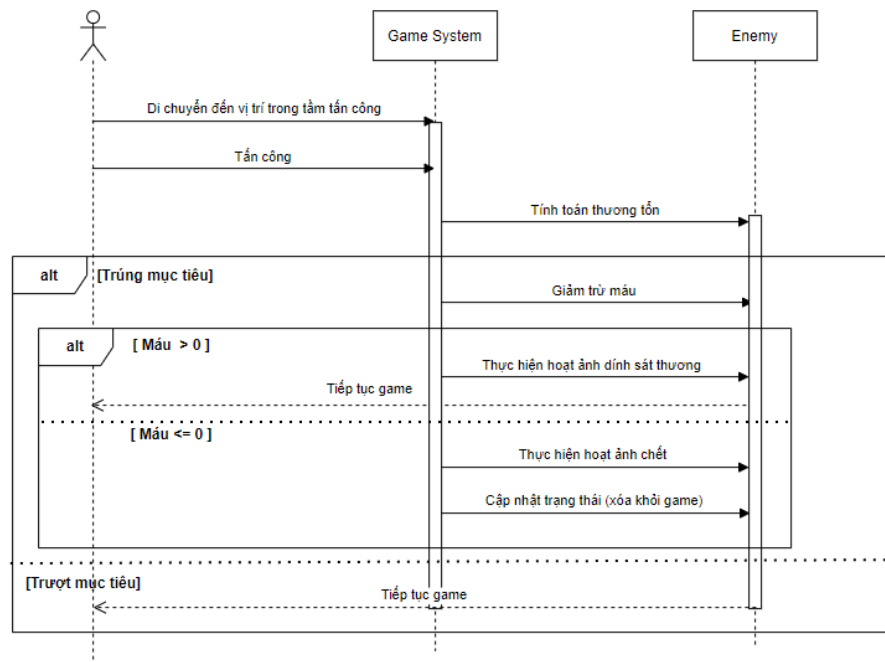 Game System
Enemy
Di chuyển đến vị trí trong tầm tấn công
Tấn công
Tính toán thương tổn
alt
[Trúng mục tiêu]
Giảm trừ máu
alt
[ Máu > 0 ]
Thực hiện hoạt ảnh dính sát thương
Tiếp tục game
[ Máu <= 0 ]
Thực hiện hoạt ảnh chết
Cập nhật trạng thái (xóa khỏi game)
[Trượt mục tiêu]
Tiếp tục game